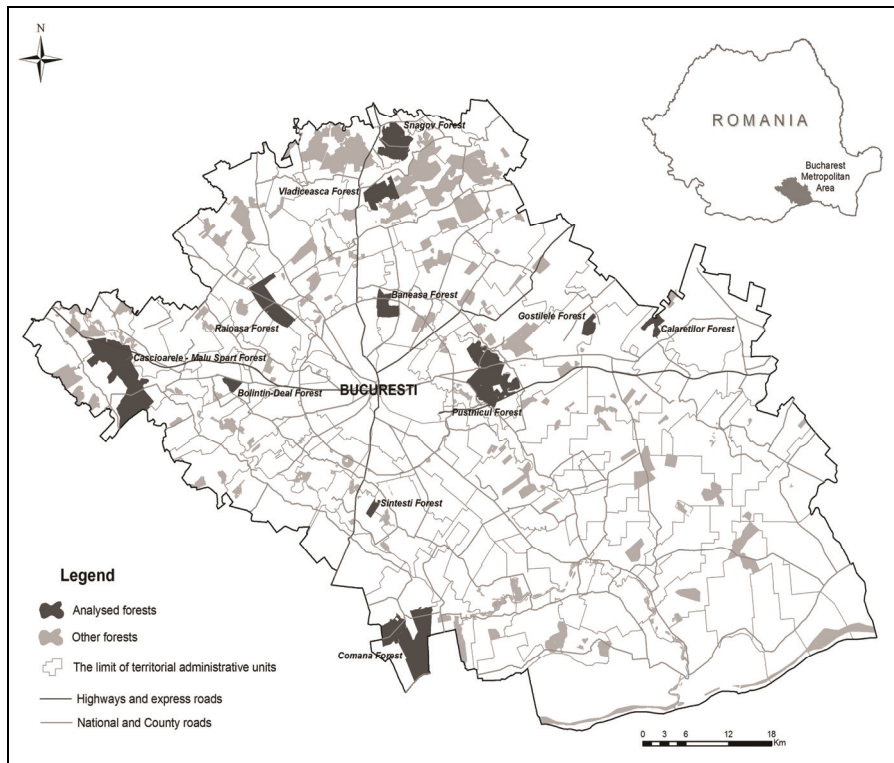 N
ROMANIA
Bucharest
Metropolitan
Area
Snagov Forest
Vladiceasca Forest
Baneasa Forest
Gostilele Forest
Raioasa Forest
Calaretilor Forest
Cascioarele - Malu Spart Forest
Bolintin-Deal Forest
BUCURESTI
Pustnicul Forest
Sintesti Forest
Comana Forest
Legend
Analysed forests
Other forests
The limit of territorial administrative units
Highways and express roads
National and County roads
0 3 6 12 18
Km